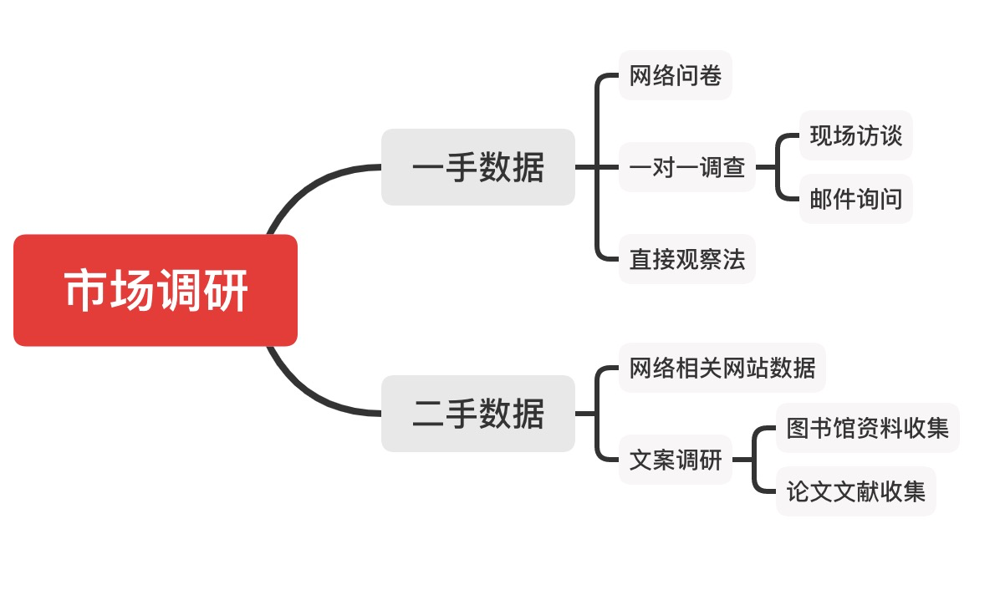 市场调研
一手数据
网络问卷
一对一调查
现场访谈
邮件询问
直接观察法
二手数据
网络相关网站数据
文案调研
图书馆资料收集
论文文献收集